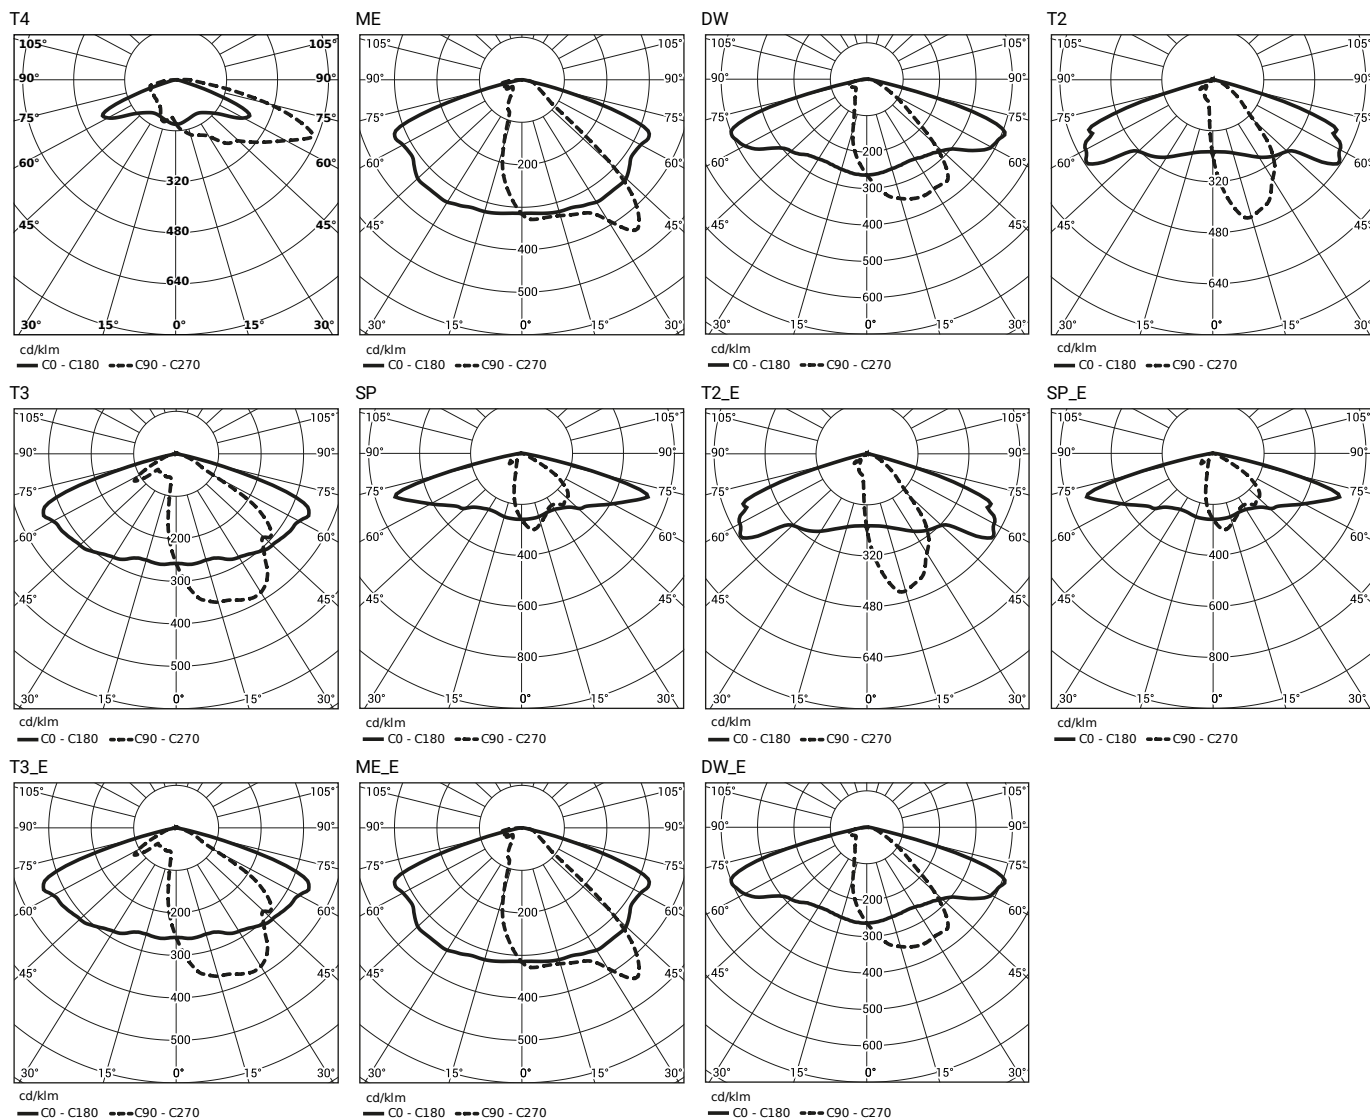 T4 ME DW T2
105° 105° 105° 105° 105° 105° 105° 105°
90° 90° 90° 90° 90° 90° 90° 90°
75° 75° 75° 75° 75° 75° 75° 75°
60° 60° 60° 60° 60° 60° 60° 60°
320 200 200 320
300
45° 45° 45° 45° 45° 45° 45° 45°
480 400 400 480
640 500 500 640
600
30° 15° 0° 15° 30° 30° 15° 0° 15° 30° 30° 15° 0° 15° 30° 30° 15° 0° 15° 30°
cd/klm cd/klm cd/klm cd/klm
C0 - C180 C90 - C270 C0 - C180 C90 - C270 C0 - C180 C90 - C270 C0 - C180 C90 - C270
T3 SP T2_E SP_E
105° 105° 105° 105° 105° 105° 105° 105°
90° 90° 90° 90° 90° 90° 90° 90°
75° 75° 75° 75° 75° 75° 75° 75°
60° 60° 60° 60° 60° 60° 60° 60°
200 400 320 400
300
45° 45° 45° 45° 45° 45° 45° 45°
400 600 480 600
500 800 640 800
30° 15° 0° 15° 30° 30° 15° 0° 15° 30° 30° 15° 0° 15° 30° 30° 15° 0° 15° 30°
cd/klm cd/klm cd/klm cd/klm
C0 - C180 C90 - C270 C0 - C180 C90 - C270 C0 - C180 C90 - C270 C0 - C180 C90 - C270
T3_E ME_E DW_E
105° 105° 105° 105° 105° 105°
90° 90° 90° 90° 90° 90°
75° 75° 75° 75° 75° 75°
60° 60° 60° 60° 60° 60°
200 200 200
300 300
45° 45° 45° 45° 45° 45°
400 400 400
500 500 500
600
30° 15° 0° 15° 30° 30° 15° 0° 15° 30° 30° 15° 0° 15° 30°
cd/klm cd/klm cd/klm
C0 - C180 C90 - C270 C0 - C180 C90 - C270 C0 - C180 C90 - C270